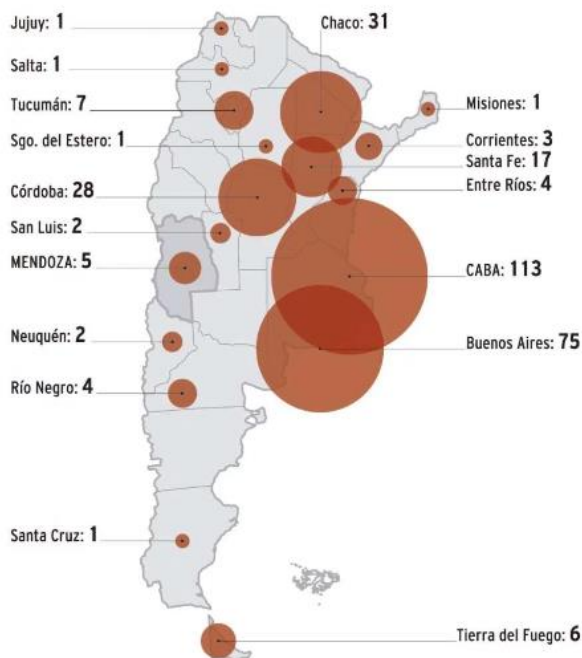 Jujuy: 1
Chaco: 31
Salta: 1
Tucumán: 7
Misiones: 1
Sgo. del Estero: 1
Corrientes: 3
Santa Fe: 17
Córdoba: 28
Entre Ríos: 4
San Luis: 2
MENDOZA: 5
CABA: 113
Neuquén: 2
Buenos Aires: 75
Río Negro: 4
Santa Cruz: 1
Tierra del Fuego: 6